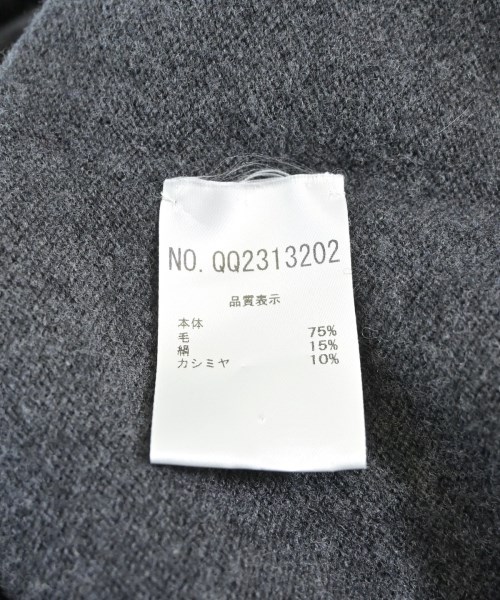 NO. QQ2313202
品質表示
本体
毛 75%
絹 15%
カシミヤ 10%